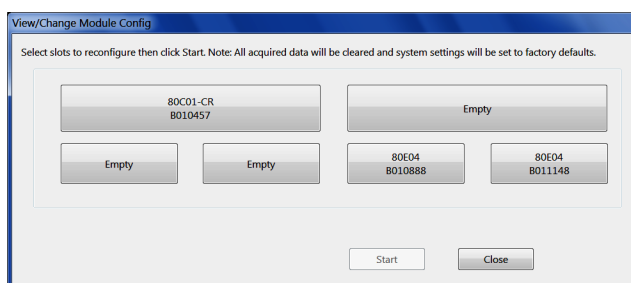 View/Change Module Config
Select slots to reconfigure then click Start. Note: All acquired data will be cleared and system settings will be set to factory defaults.
80C01-CR
B010457
Empty
Empty
Empty
80E04
B010888
80E04
B011148
Start
Close